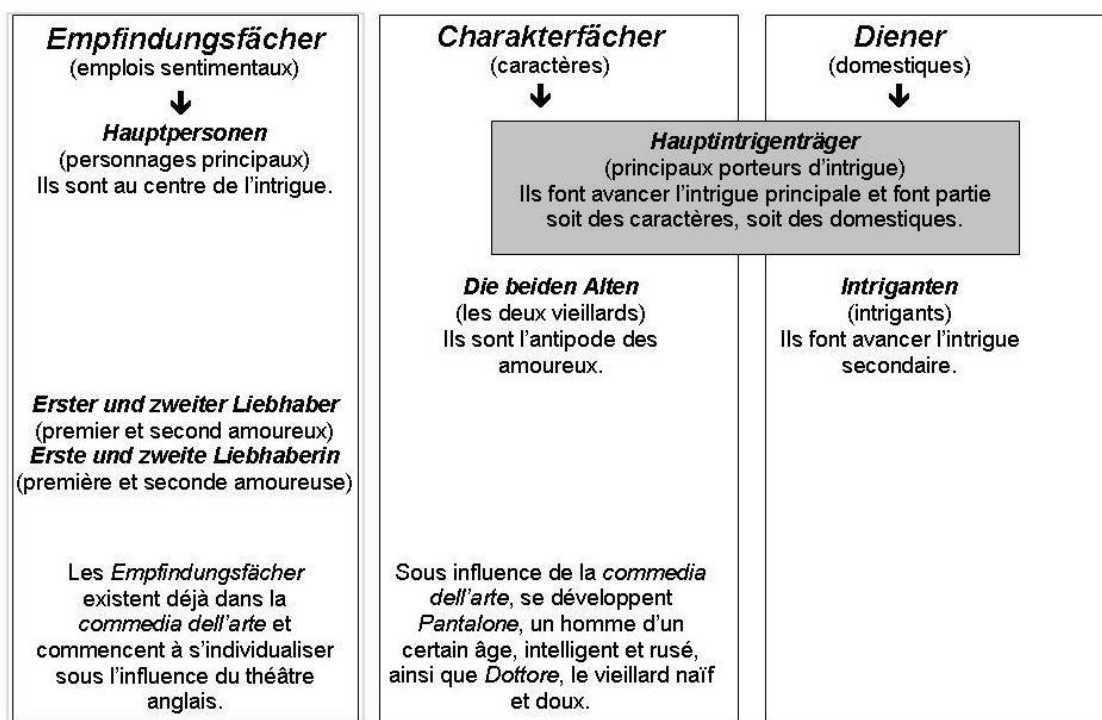 Empfindungsfächer
(emplois sentimentaux)
Hauptpersonen
(personnages principaux)
Ils sont au centre de l'intrigue.
Erster und zweiter Liebhaber
(premier et second amoureux)
Erste und zweite Liebhaberin
(première et seconde amoureuse)
Les Empfindungsfächer
existent déjà dans la
commedia dell'arte et
commencent à s'individualiser
sous l'influence du théâtre
anglais.
Charakterfächer
(caractères)
Diener
(domestiques)
Hauptintrigenträger
(principaux porteurs d'intrigue)
Ils font avancer l'intrigue principale et font partie
soit des caractères, soit des domestiques.
Die beiden Alten
(les deux vieillards)
Ils sont l'antipode des
amoureux.
Sous influence de la commedia
dell'arte, se développent
Pantalone, un homme d'un
certain âge, intelligent et rusé,
ainsi que Dottore, le vieillard naïf
et doux.
Intriganten
(intrigants)
Ils font avancer l'intrigue
secondaire.